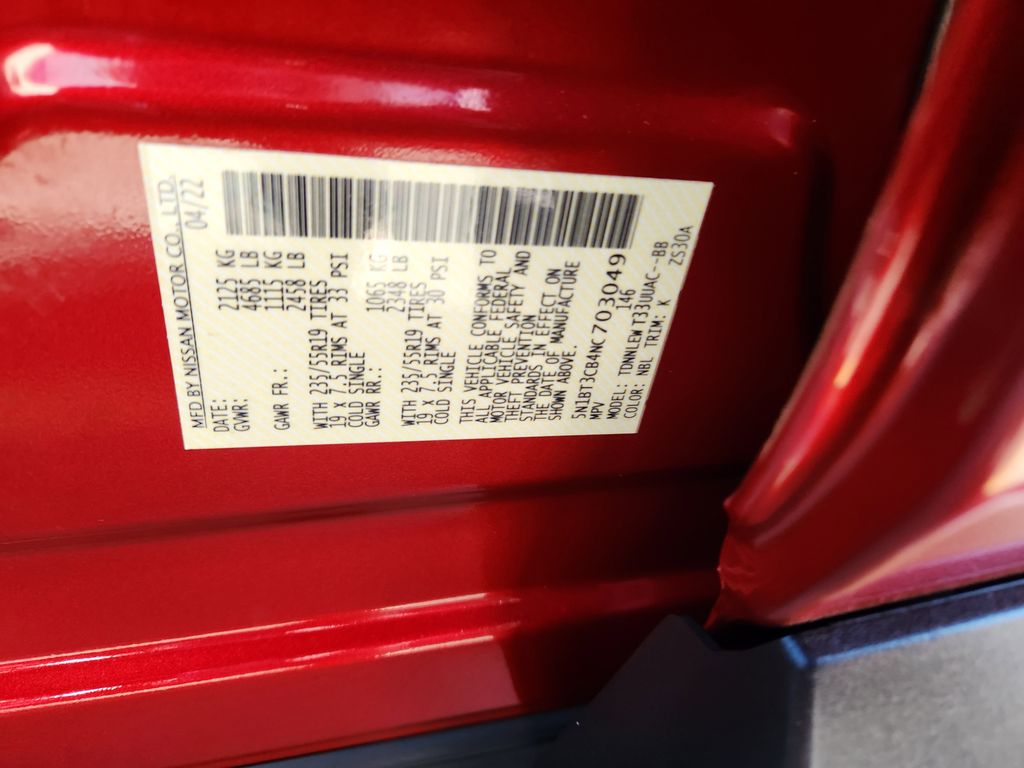 MFD BY NISSAN MOTOR CO., LTD.
DATE: 04/22
GVWR: 2125 KG
4685 LB
GAWR FR.: 1115 KG
2458 LB
WITH 235/55R19 TIRES
19 X 7.5 RIMS AT 33 PSI
COLD SINGLE
GAWR RR.: 1065 KG
2348 LB
WITH 235/55R19 TIRES
19 X 7.5 RIMS AT 30 PSI
COLD SINGLE
THIS VEHICLE CONFORMS TO
ALL APPLICABLE FEDERAL
MOTOR VEHICLE SAFETY AND
THEFT PREVENTION
STANDARDS IN EFFECT ON
THE DATE OF MANUFACTURE
SHOWN ABOVE.
5N1BT3CB4NC703049
MPV 146
MODEL: TDNNLEW T33UUAC--BB
COLOR: NBL TRIM: K ZS30A